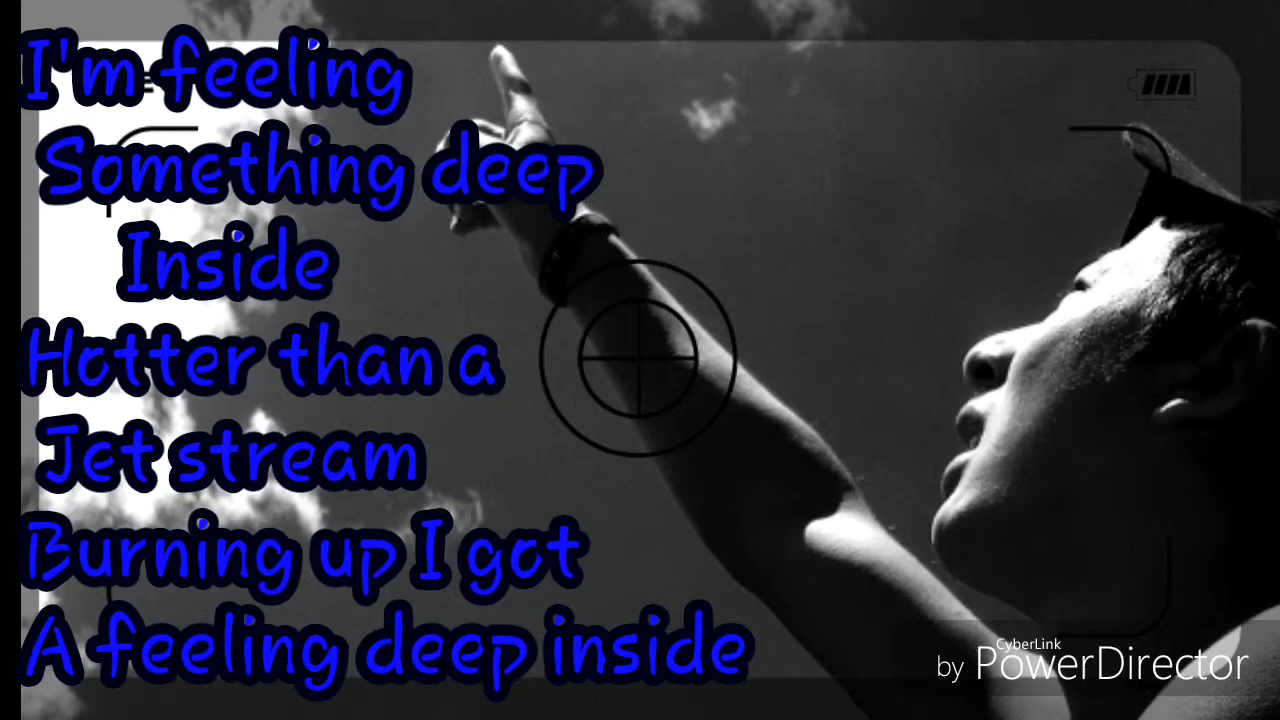 I'm feeling
Something deep
Inside
Hotter than a
Jet stream
Burning up I got
A feeling deep inside
CyberLink
by PowerDirector